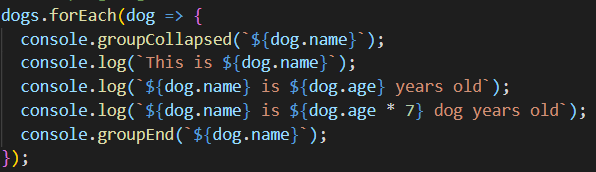 dogs.forEach(dog => {
  console.groupCollapsed(`${dog.name}`);
  console.log(`This is ${dog.name}`);
  console.log(`${dog.name} is ${dog.age} years old`);
  console.log(`${dog.name} is ${dog.age * 7} dog years old`);
  console.groupEnd(`${dog.name}`);
});